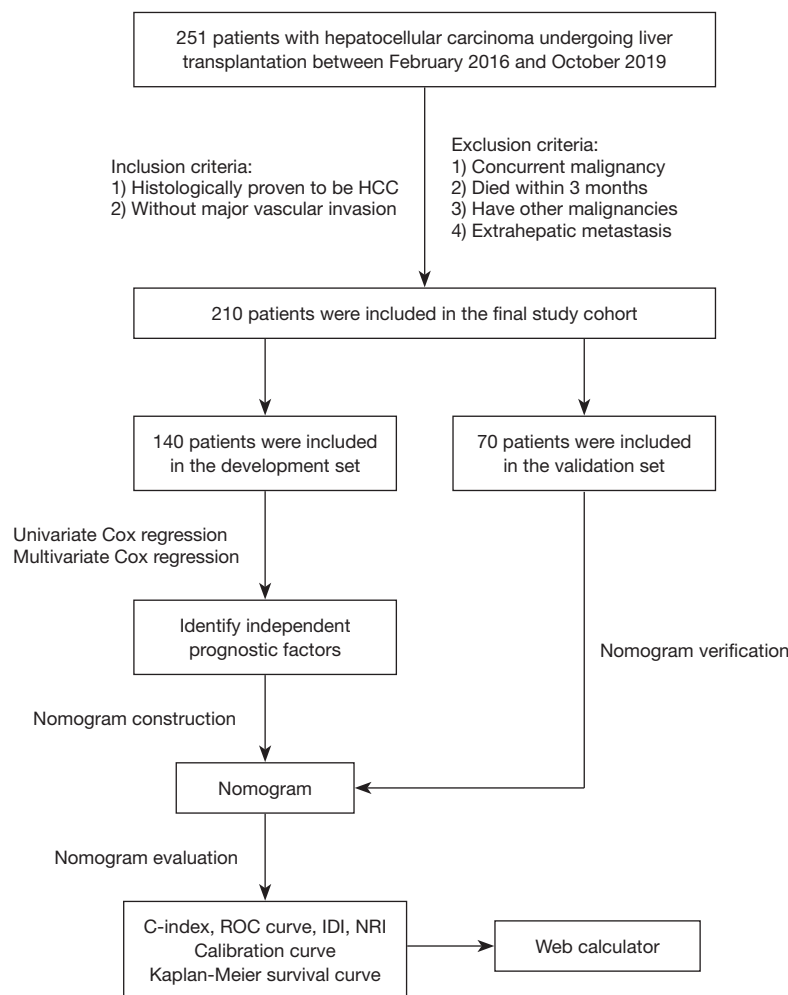 251 patients with hepatocellular carcinoma undergoing liver
transplantation between February 2016 and October 2019
Inclusion criteria:
1) Histologically proven to be HCC
2) Without major vascular invasion
Exclusion criteria:
1) Concurrent malignancy
2) Died within 3 months
3) Have other malignancies
4) Extrahepatic metastasis
210 patients were included in the final study cohort
140 patients were included
in the development set
70 patients were included
in the validation set
Univariate Cox regression
Multivariate Cox regression
Identify independent
prognostic factors
Nomogram verification
Nomogram construction
Nomogram
Nomogram evaluation
C-index, ROC curve, IDI, NRI
Calibration curve
Kaplan-Meier survival curve
Web calculator